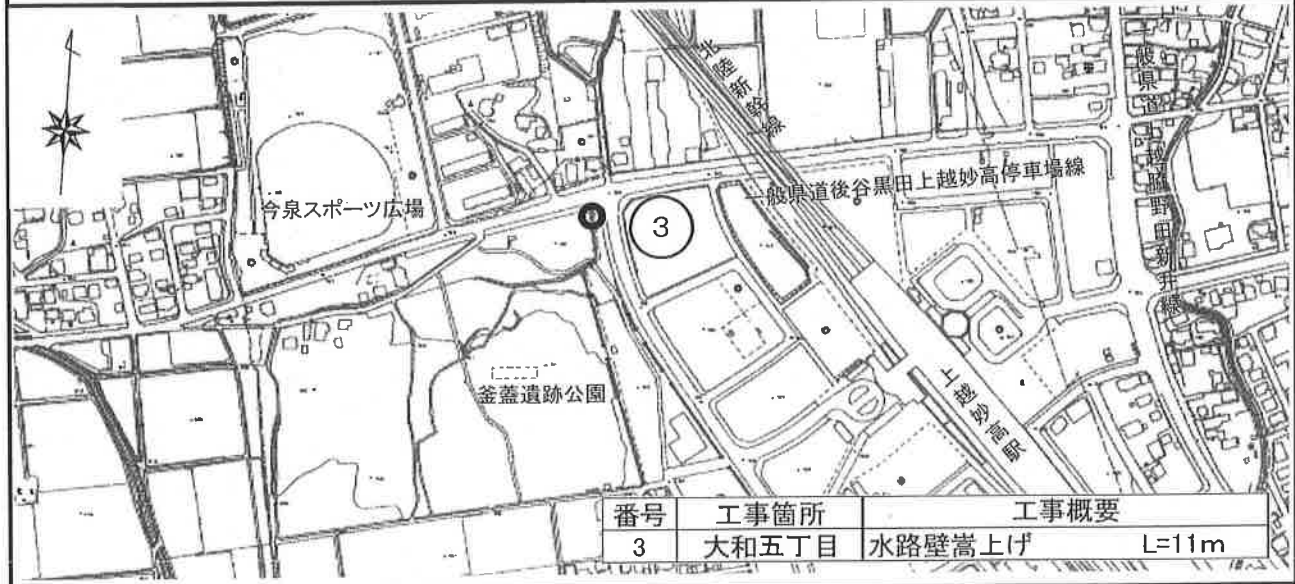 北陸新幹線
一般県道越脇野田新井線
一般県道後谷黒田上越妙高停車場線
今泉スポーツ広場
3
釜蓋遺跡公園
上越妙高駅
番号 工事箇所 工事概要
3 大和五丁目 水路壁嵩上げ L=11m